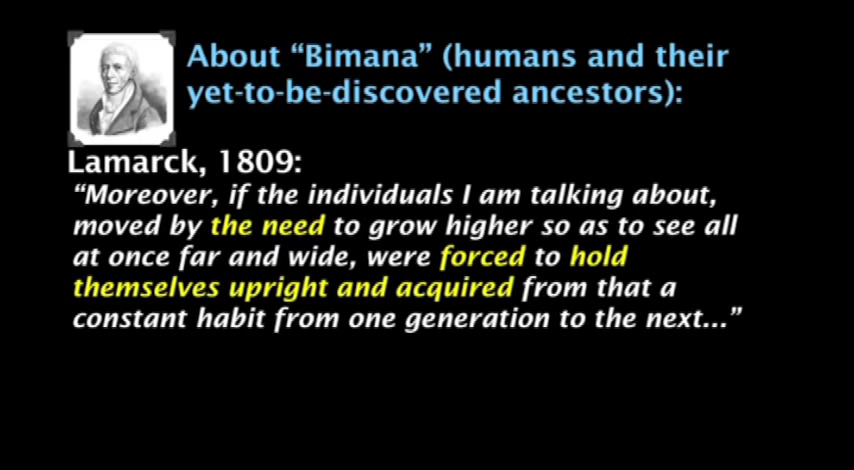 About “Bimana” (humans and their
yet-to-be-discovered ancestors):
Lamarck, 1809:
“Moreover, if the individuals I am talking about,
moved by the need to grow higher so as to see all
at once far and wide, were forced to hold
themselves upright and acquired from that a
constant habit from one generation to the next...”